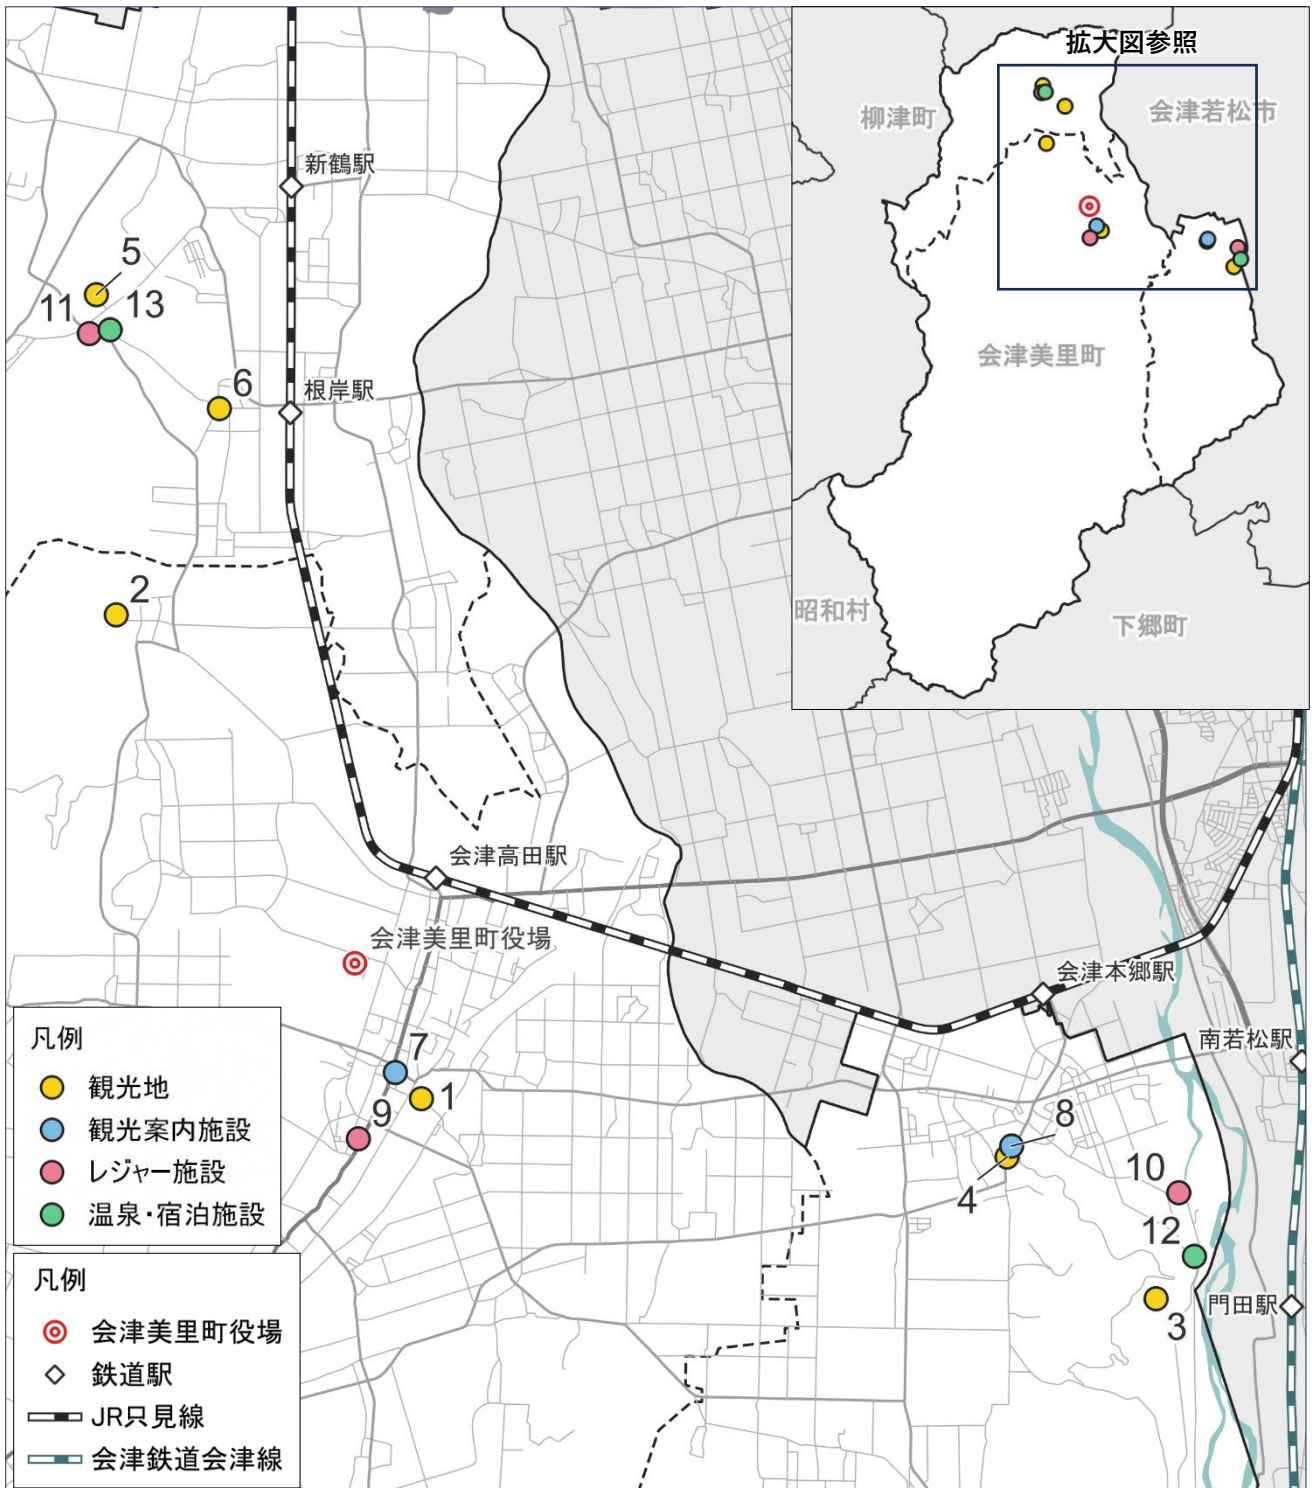 拡大図参照
柳津町
会津若松市
会津美里町
昭和村
下郷町
新鶴駅
5
11
13
6
根岸駅
2
会津高田駅
会津美里町役場
会津本郷駅
南若松駅
7
1
9
8
4
10
12
3
門田駅
凡例
観光地
観光案内施設
レジャー施設
温泉・宿泊施設
凡例
会津美里町役場
鉄道駅
JR只見線
会津鉄道会津線